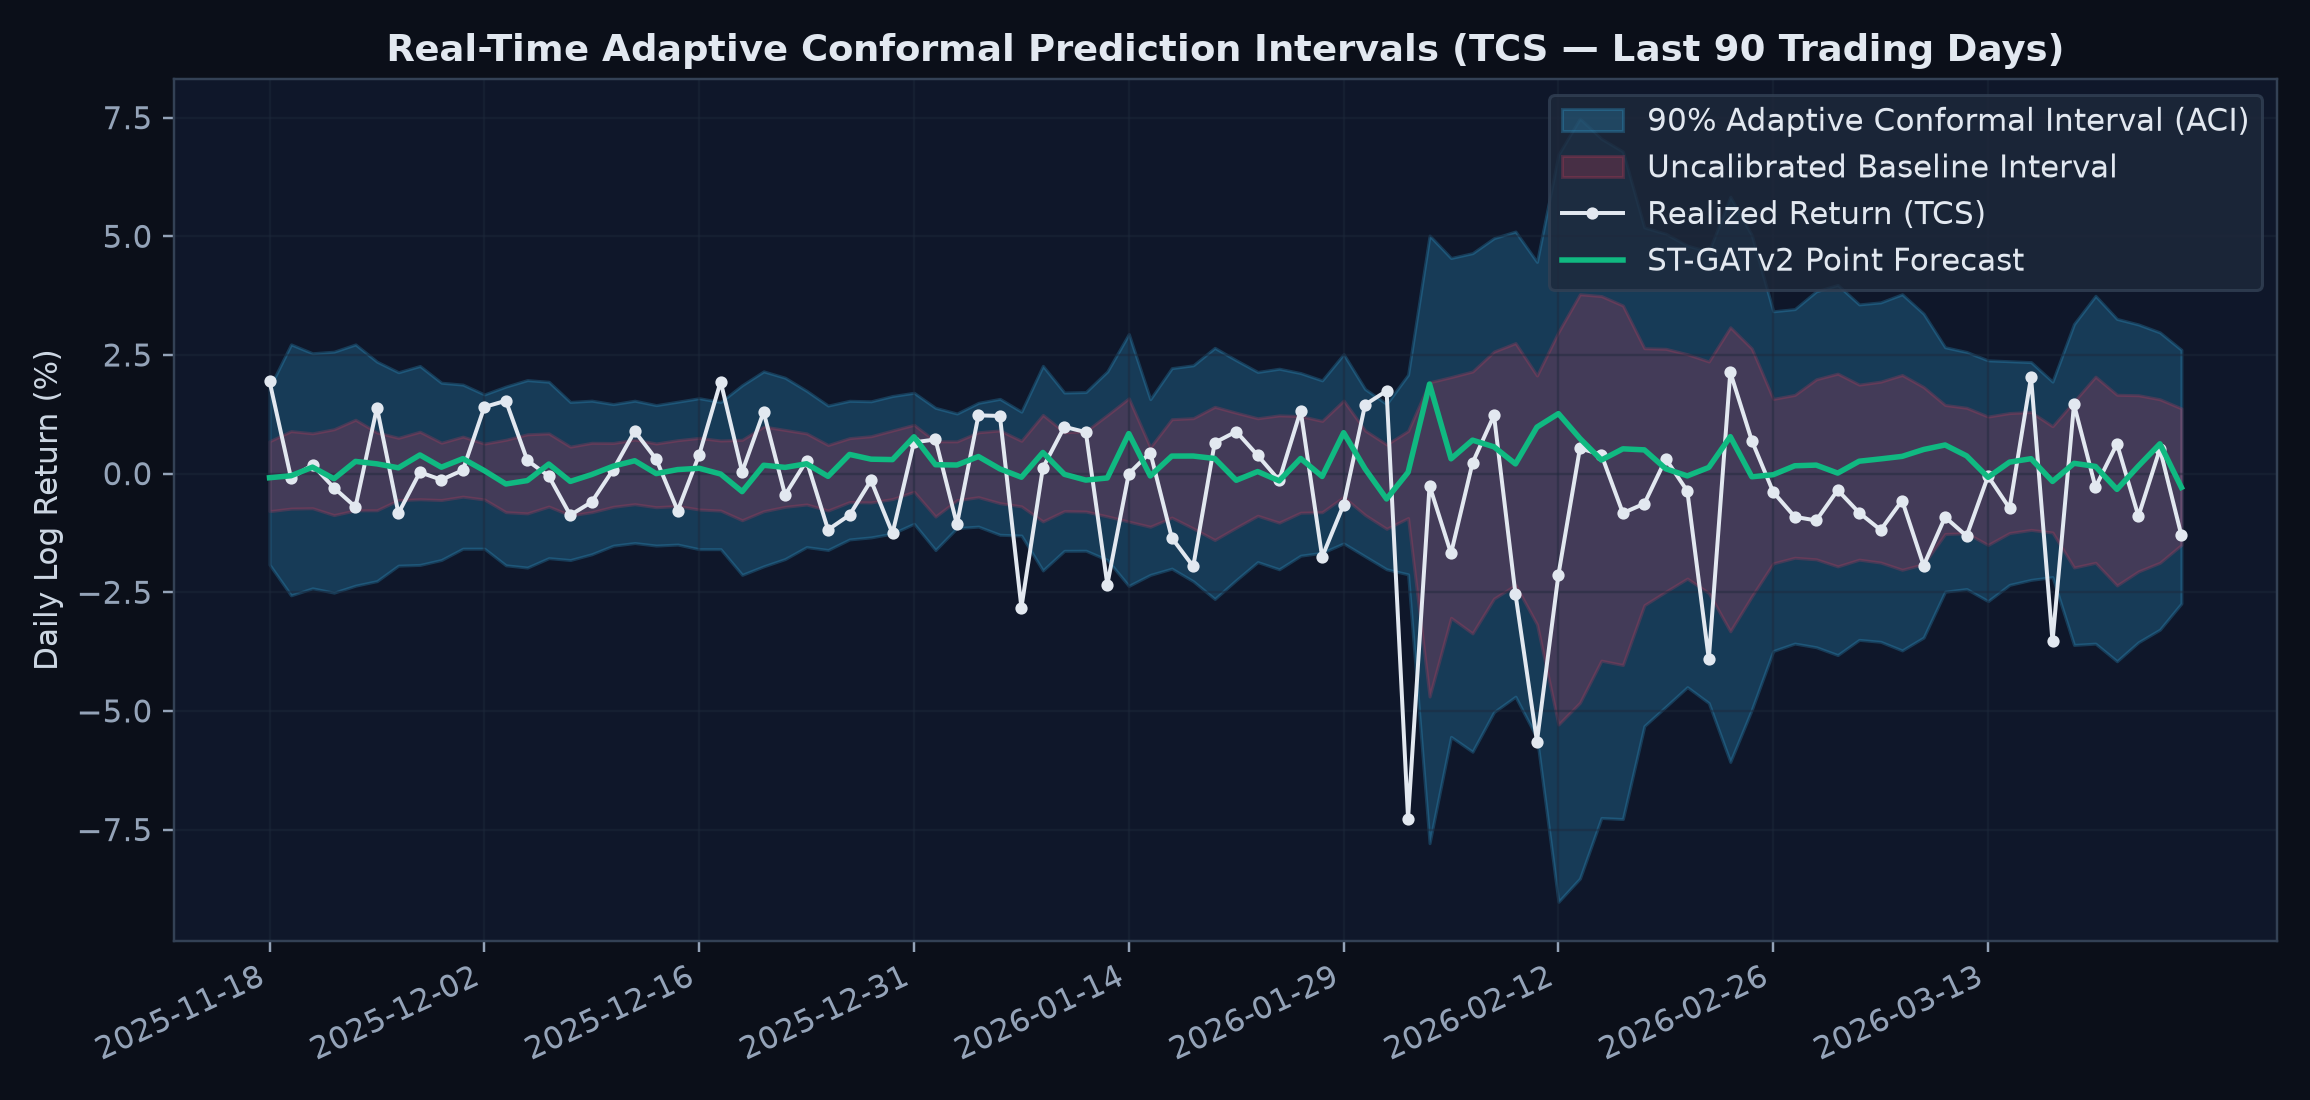 Real-Time Adaptive Conformal Prediction Intervals (TCS — Last 90 Trading Days)
90% Adaptive Conformal Interval (ACI)
Uncalibrated Baseline Interval
Realized Return (TCS)
ST-GATv2 Point Forecast
Daily Log Return (%)
7.5
5.0
2.5
0.0
−2.5
−5.0
−7.5
2025-11-18
2025-12-02
2025-12-16
2025-12-31
2026-01-14
2026-01-29
2026-02-12
2026-02-26
2026-03-13